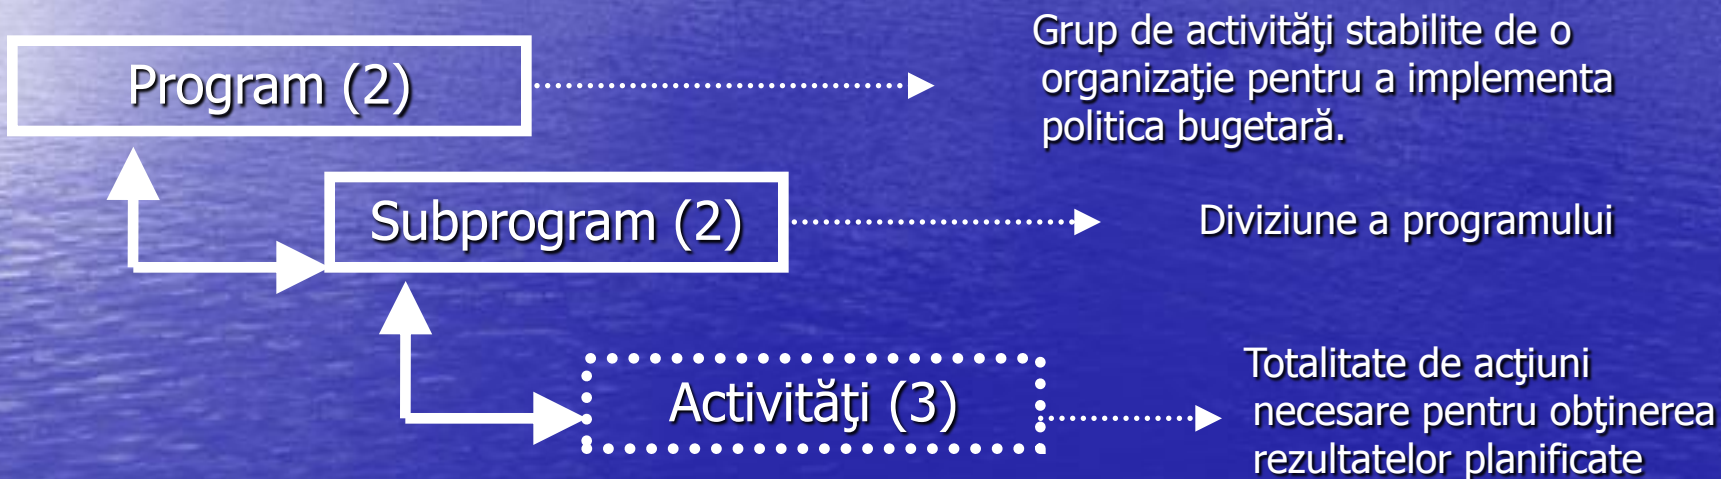 Program (2)
Grup de activităţi stabilite de o
organizaţie pentru a implementa
politica bugetară.
Subprogram (2)
Diviziune a programului
Activităţi (3)
Totalitate de acţiuni
necesare pentru obţinerea
rezultatelor planificate